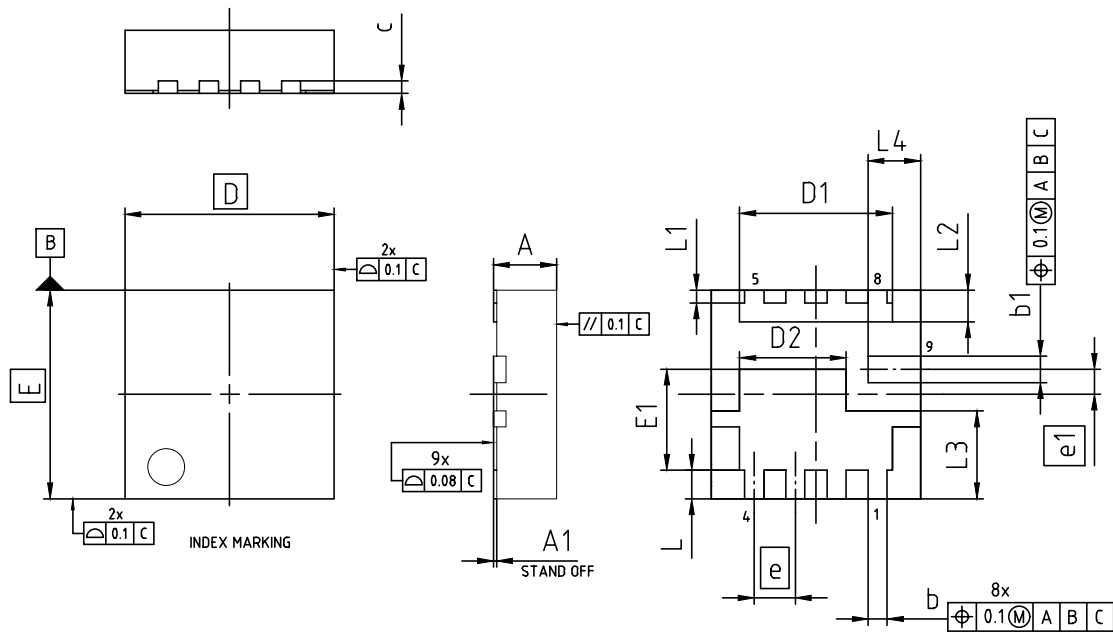 c
D
B
2x
⌓ 0.1 C
E
2x
⌓ 0.1 C
INDEX MARKING
A
// 0.1 C
9x
⌓ 0.08 C
A1
STAND OFF
L4
D1
L1
L2
5
8
D2
9
E1
L3
L
4
1
e
b
8x
⌖ 0.1 Ⓜ A B C
b1
⌖ 0.1 Ⓜ A B C
e1